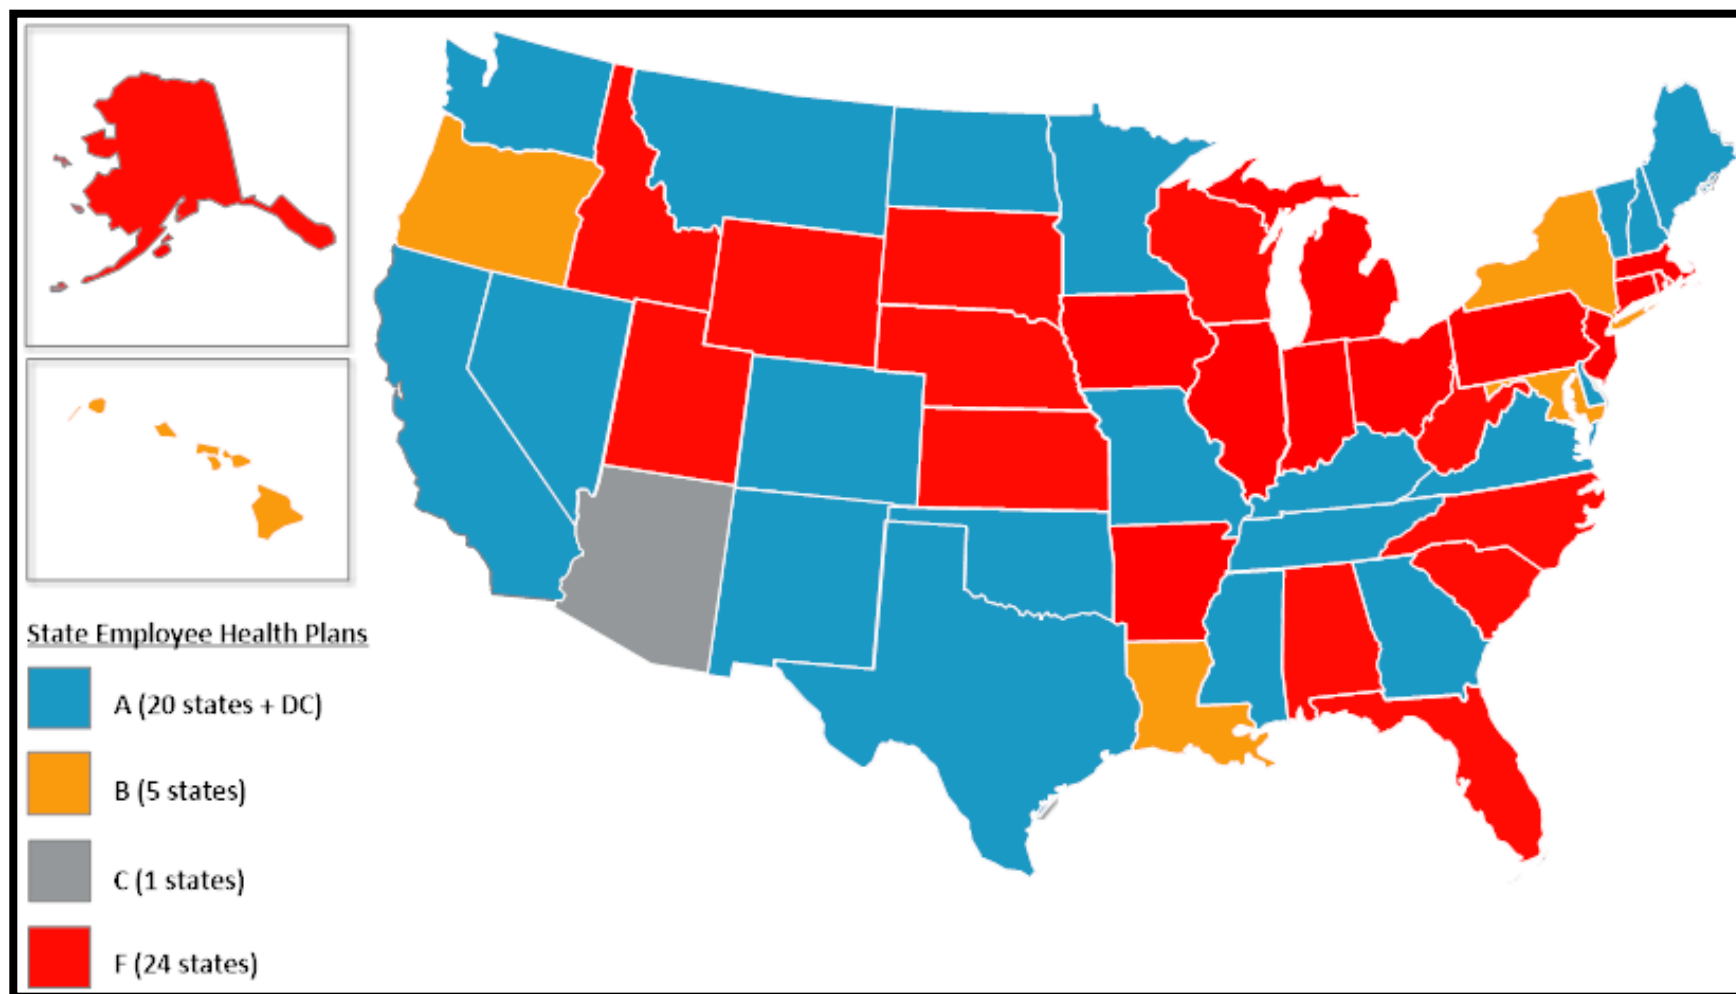 State Employee Health Plans
A (20 states + DC)
B (5 states)
C (1 states)
F (24 states)